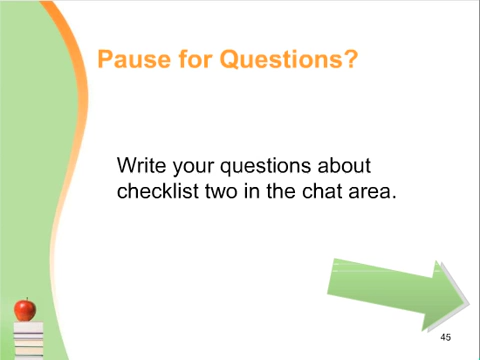 Pause for Questions?
Write your questions about
checklist two in the chat area.
45